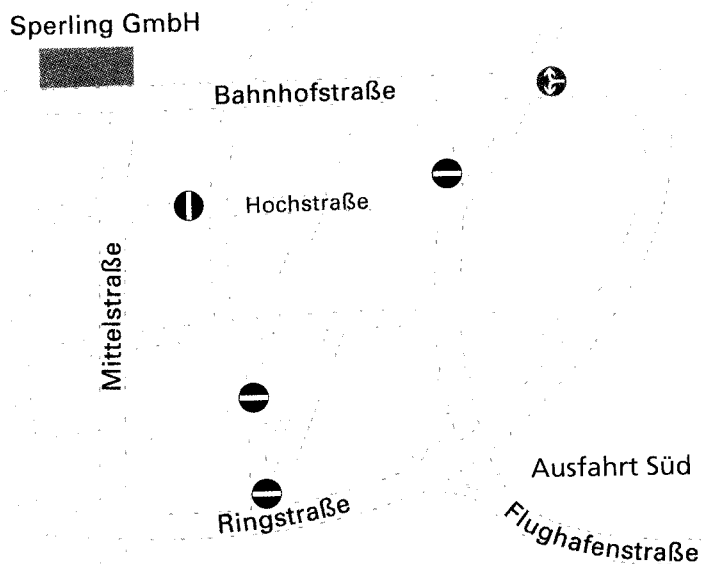 Sperling GmbH
Bahnhofstraße
Hochstraße
Mittelstraße
Ausfahrt Süd
Ringstraße
Flughafenstraße